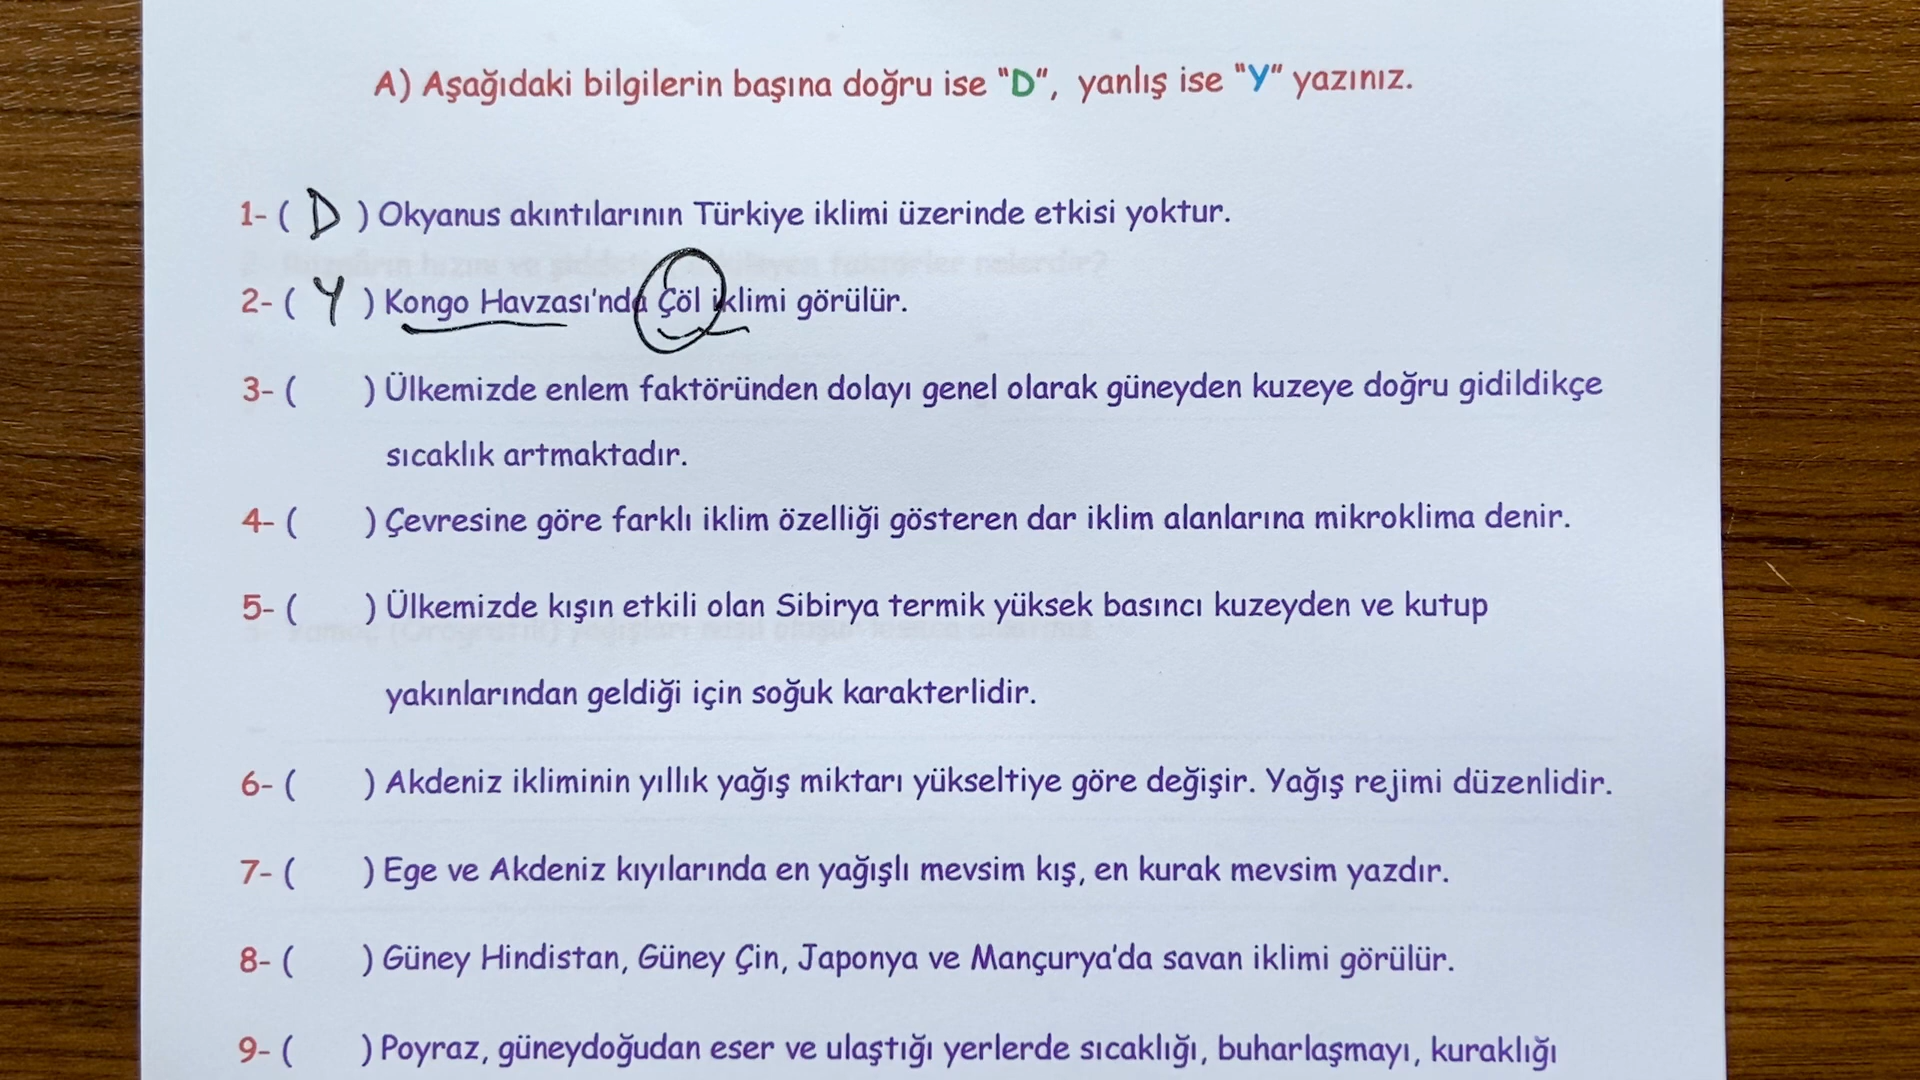 A) Aşağıdaki bilgilerin başına doğru ise "D", yanlış ise "Y" yazınız.
1- ( D ) Okyanus akıntılarının Türkiye iklimi üzerinde etkisi yoktur.
2- ( Y ) Kongo Havzası'nda Çöl iklimi görülür.
3- ( ) Ülkemizde enlem faktöründen dolayı genel olarak güneyden kuzeye doğru gidildikçe
sıcaklık artmaktadır.
4- ( ) Çevresine göre farklı iklim özelliği gösteren dar iklim alanlarına mikroklima denir.
5- ( ) Ülkemizde kışın etkili olan Sibirya termik yüksek basıncı kuzeyden ve kutup
yakınlarından geldiği için soğuk karakterlidir.
6- ( ) Akdeniz ikliminin yıllık yağış miktarı yükseltiye göre değişir. Yağış rejimi düzenlidir.
7- ( ) Ege ve Akdeniz kıyılarında en yağışlı mevsim kış, en kurak mevsim yazdır.
8- ( ) Güney Hindistan, Güney Çin, Japonya ve Mançurya'da savan iklimi görülür.
9- ( ) Poyraz, güneydoğudan eser ve ulaştığı yerlerde sıcaklığı, buharlaşmayı, kuraklığı